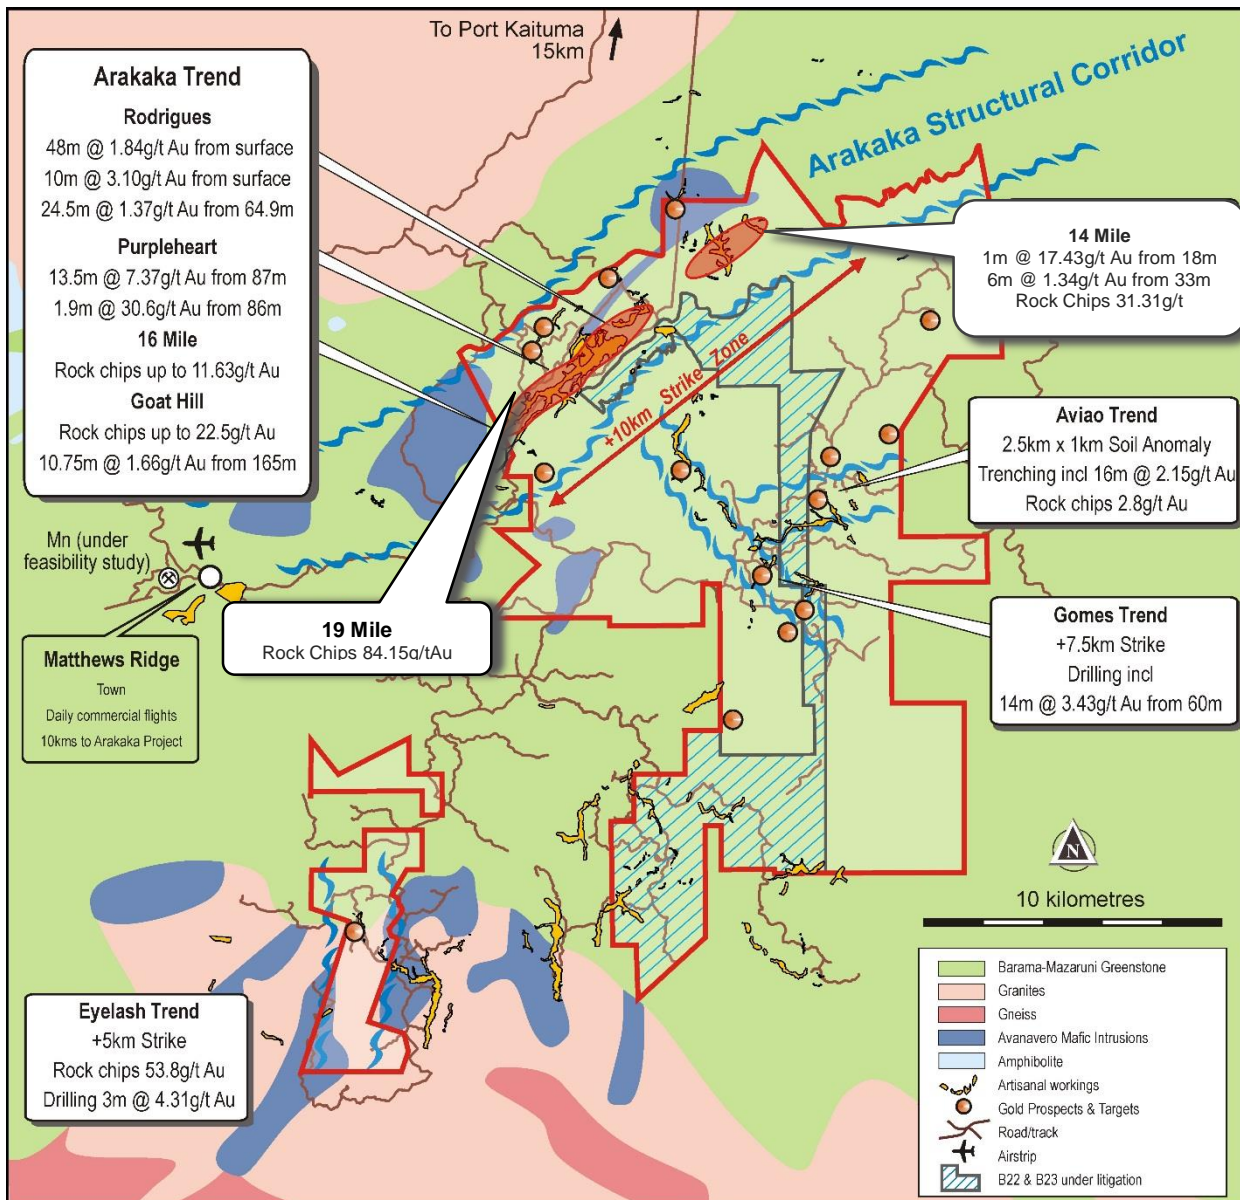 To Port Kaituma
15km
Arakaka Structural Corridor
Arakaka Trend
Rodrigues
48m @ 1.84g/t Au from surface
10m @ 3.10g/t Au from surface
24.5m @ 1.37g/t Au from 64.9m
Purpleheart
13.5m @ 7.37g/t Au from 87m
1.9m @ 30.6g/t Au from 86m
16 Mile
Rock chips up to 11.63g/t Au
Goat Hill
Rock chips up to 22.5g/t Au
10.75m @ 1.66g/t Au from 165m
14 Mile
1m @ 17.43g/t Au from 18m
6m @ 1.34g/t Au from 33m
Rock Chips 31.31g/t
+10km Strike Zone
Aviao Trend
2.5km x 1km Soil Anomaly
Trenching incl 16m @ 2.15g/t Au
Rock chips 2.8g/t Au
Mn (under
feasibility study)
19 Mile
Rock Chips 84.15g/tAu
Gomes Trend
+7.5km Strike
Drilling incl
14m @ 3.43g/t Au from 60m
Matthews Ridge
Town
Daily commercial flights
10kms to Arakaka Project
N
10 kilometres
Eyelash Trend
+5km Strike
Rock chips 53.8g/t Au
Drilling 3m @ 4.31g/t Au
Barama-Mazaruni Greenstone
Granites
Gneiss
Avanavero Mafic Intrusions
Amphibolite
Artisanal workings
Gold Prospects & Targets
Road/track
Airstrip
B22 & B23 under litigation